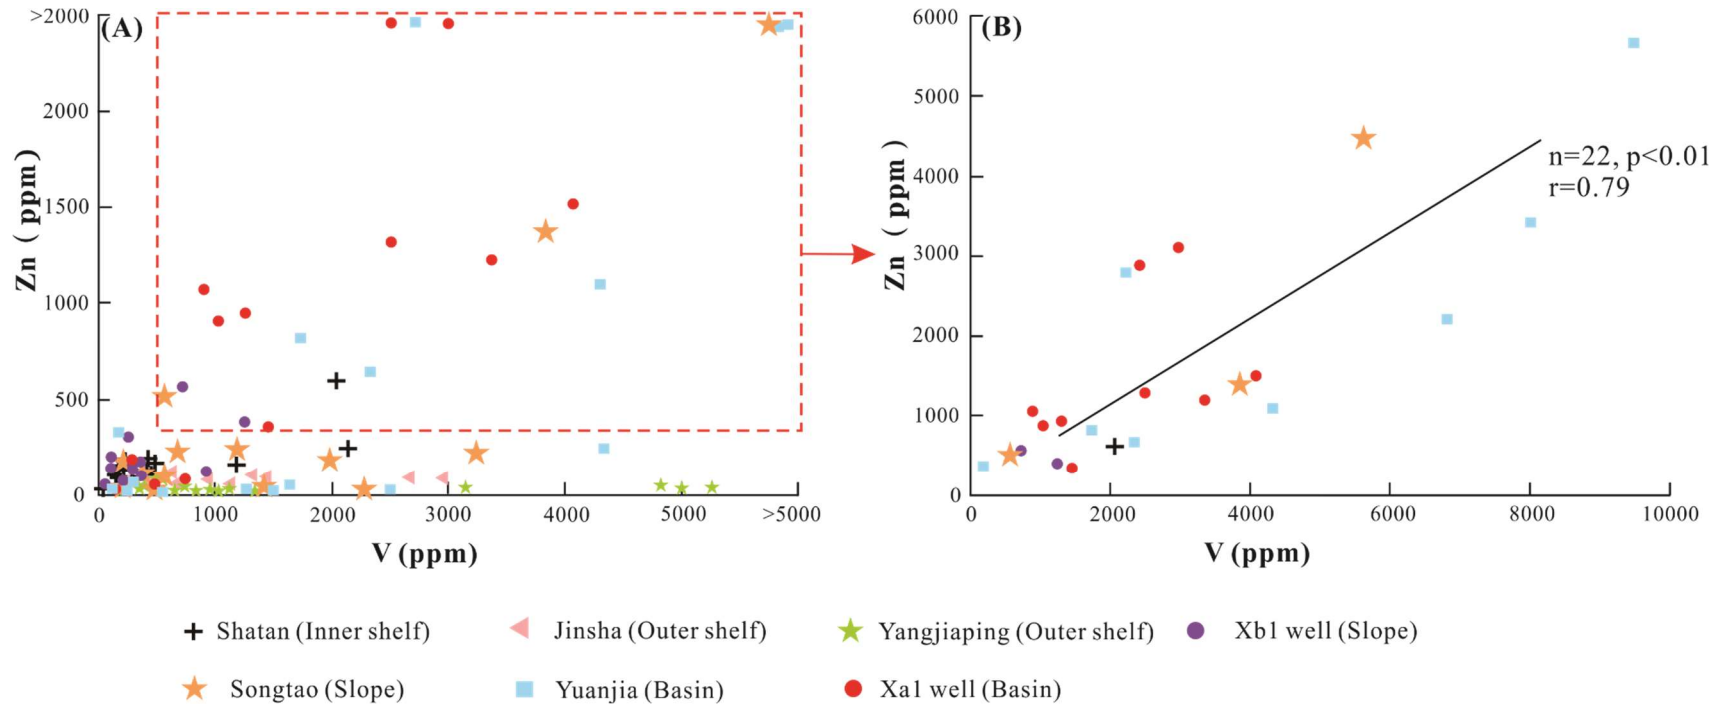 (A)
>2000
2000
1500
1000
500
0
Zn ( ppm)
0 1000 2000 3000 4000 5000 >5000
V (ppm)
(B)
6000
5000
4000
3000
2000
1000
0
Zn ( ppm )
n=22, p<0.01
r=0.79
0 2000 4000 6000 8000 10000
V (ppm)
Shatan (Inner shelf) Jinsha (Outer shelf) Yangjiaping (Outer shelf) Xb1 well (Slope)
Songtao (Slope) Yuanjia (Basin) Xa1 well (Basin)